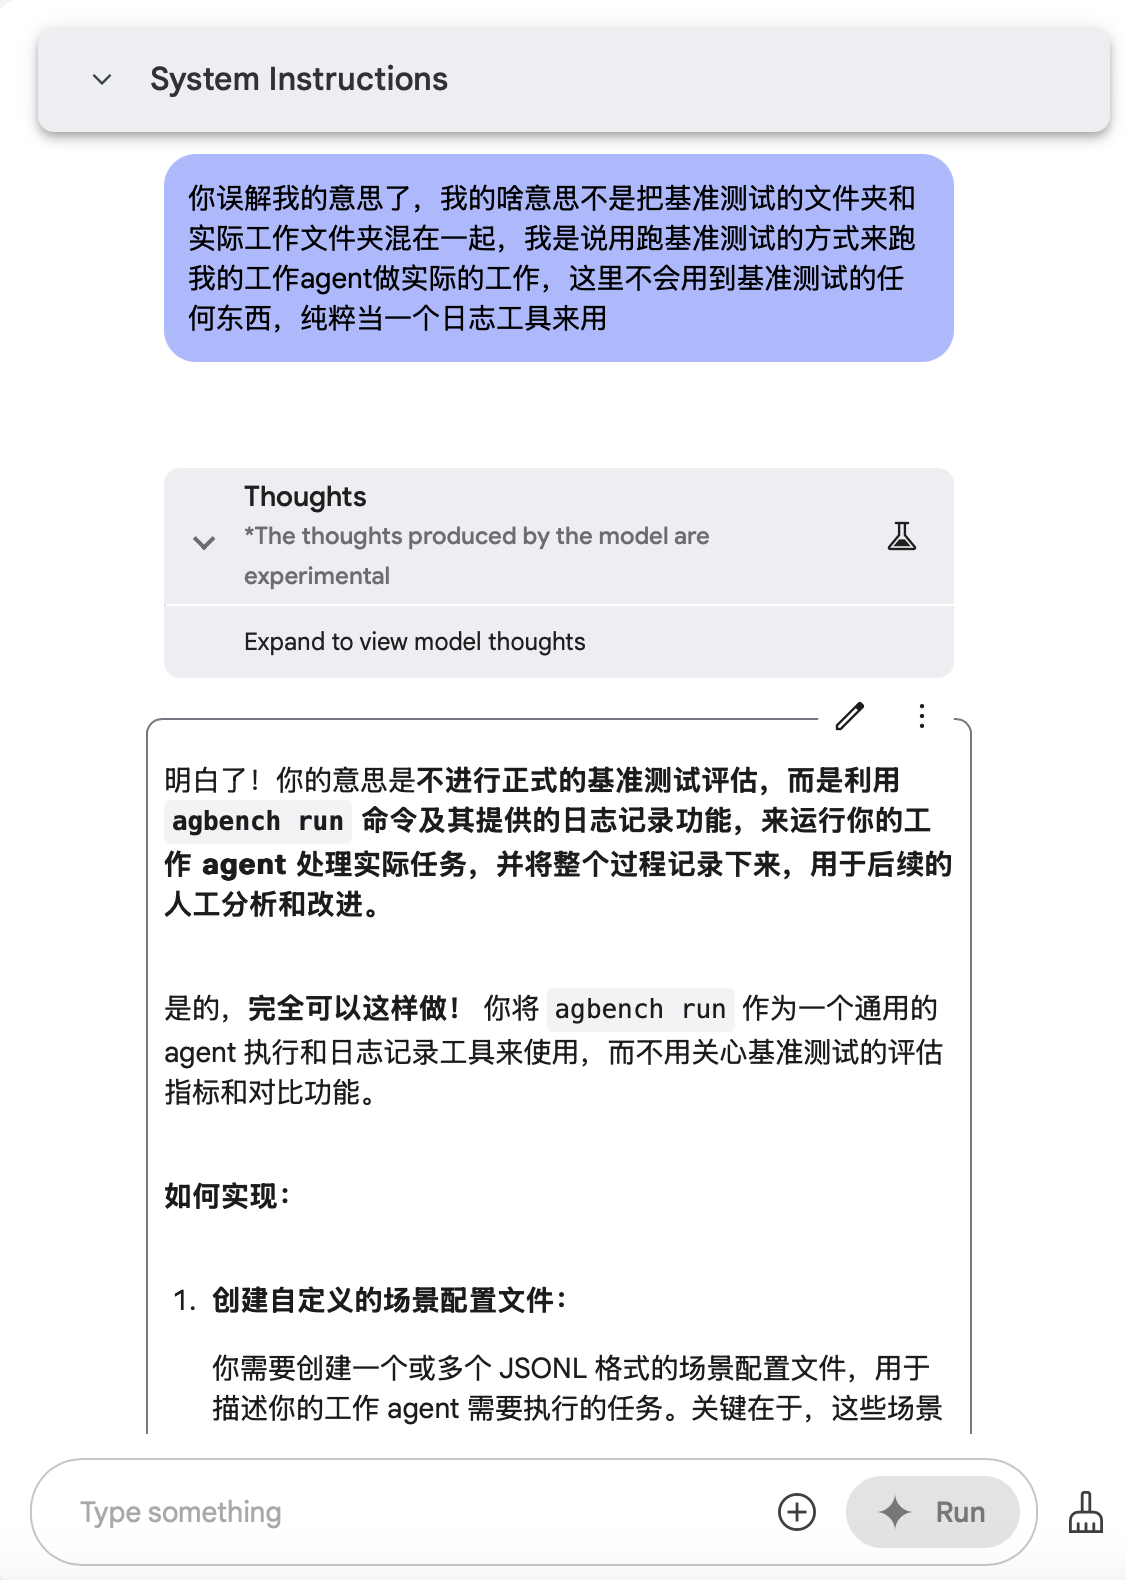 System Instructions
你误解我的意思了，我的啥意思不是把基准测试的文件夹和
实际工作文件夹混在一起，我是说用跑基准测试的方式来跑
我的工作agent做实际的工作，这里不会用到基准测试的任
何东西，纯粹当一个日志工具来用
Thoughts
*The thoughts produced by the model are
experimental
Expand to view model thoughts
明白了！你的意思是不进行正式的基准测试评估，而是利用
agbench run 命令及其提供的日志记录功能，来运行你的工
作 agent 处理实际任务，并将整个过程记录下来，用于后续的
人工分析和改进。
是的，完全可以这样做！ 你将 agbench run 作为一个通用的
agent 执行和日志记录工具来使用，而不用关心基准测试的评估
指标和对比功能。
如何实现：
1. 创建自定义的场景配置文件：
你需要创建一个或多个 JSONL 格式的场景配置文件，用于
描述你的工作 agent 需要执行的任务。关键在于，这些场景
Type something
Run